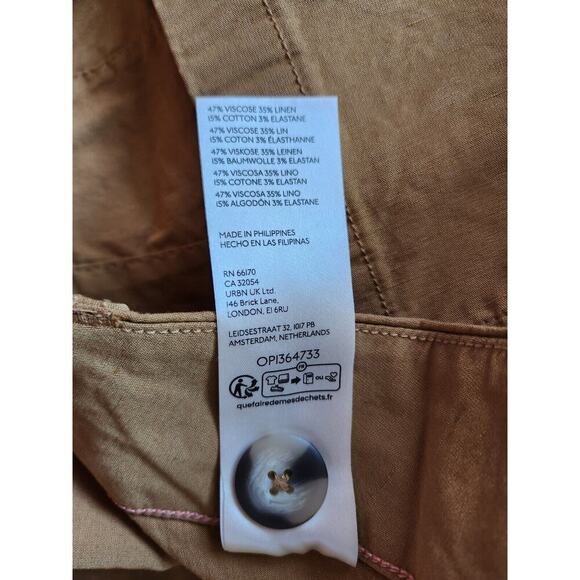 47% VISCOSE 35% LINEN
15% COTTON 3% ELASTANE
47% VISCOSE 35% LIN
15% COTON 3% ÉLASTHANNE
47% VISKOSE 35% LEINEN
15% BAUMWOLLE 3% ELASTAN
47% VISCOSA 35% LINO
15% COTONE 3% ELASTAN
47% VISCOSA 35% LINO
15% ALGODÓN 3% ELASTANE
MADE IN PHILIPPINES
HECHO EN LAS FILIPINAS
RN 66170
CA 32054
URBN UK Ltd.
146 Brick Lane,
LONDON, E1 6RU
LEIDSESTRAAT 32, 1017 PB
AMSTERDAM, NETHERLANDS
OP1364733
FR
OU
quefairedemesdechets.fr